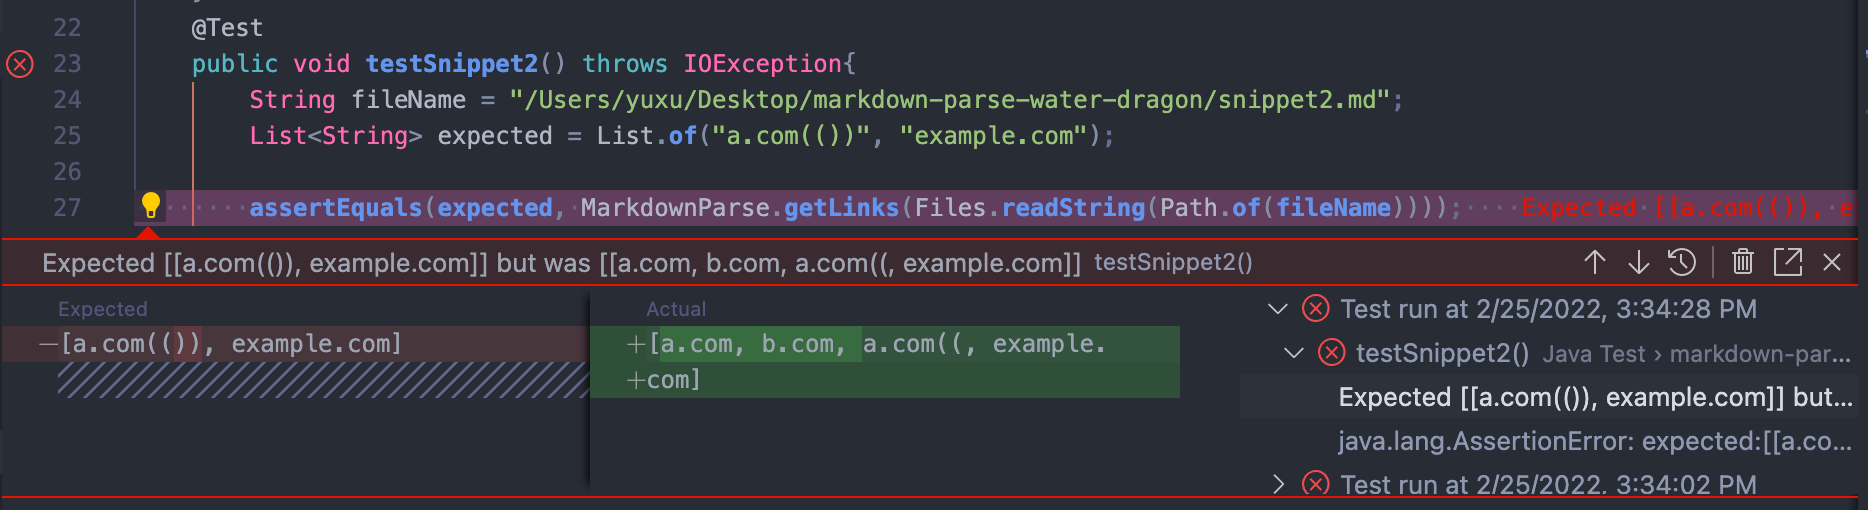 22 @Test
23 public void testSnippet2() throws IOException{
24 String fileName = "/Users/yuxu/Desktop/markdown-parse-water-dragon/snippet2.md";
25 List<String> expected = List.of("a.com(())", "example.com");
26
27 assertEquals(expected, MarkdownParse.getLinks(Files.readString(Path.of(fileName)))); Expected [[a.com(()), e
Expected [[a.com(()), example.com]] but was [[a.com, b.com, a.com((, example.com]] testSnippet2()
Expected
−[a.com(()), example.com]
Actual
+[a.com, b.com, a.com((, example.
+com]
Test run at 2/25/2022, 3:34:28 PM
testSnippet2() Java Test › markdown-par...
Expected [[a.com(()), example.com]] but...
java.lang.AssertionError: expected:[[a.co...
Test run at 2/25/2022, 3:34:02 PM